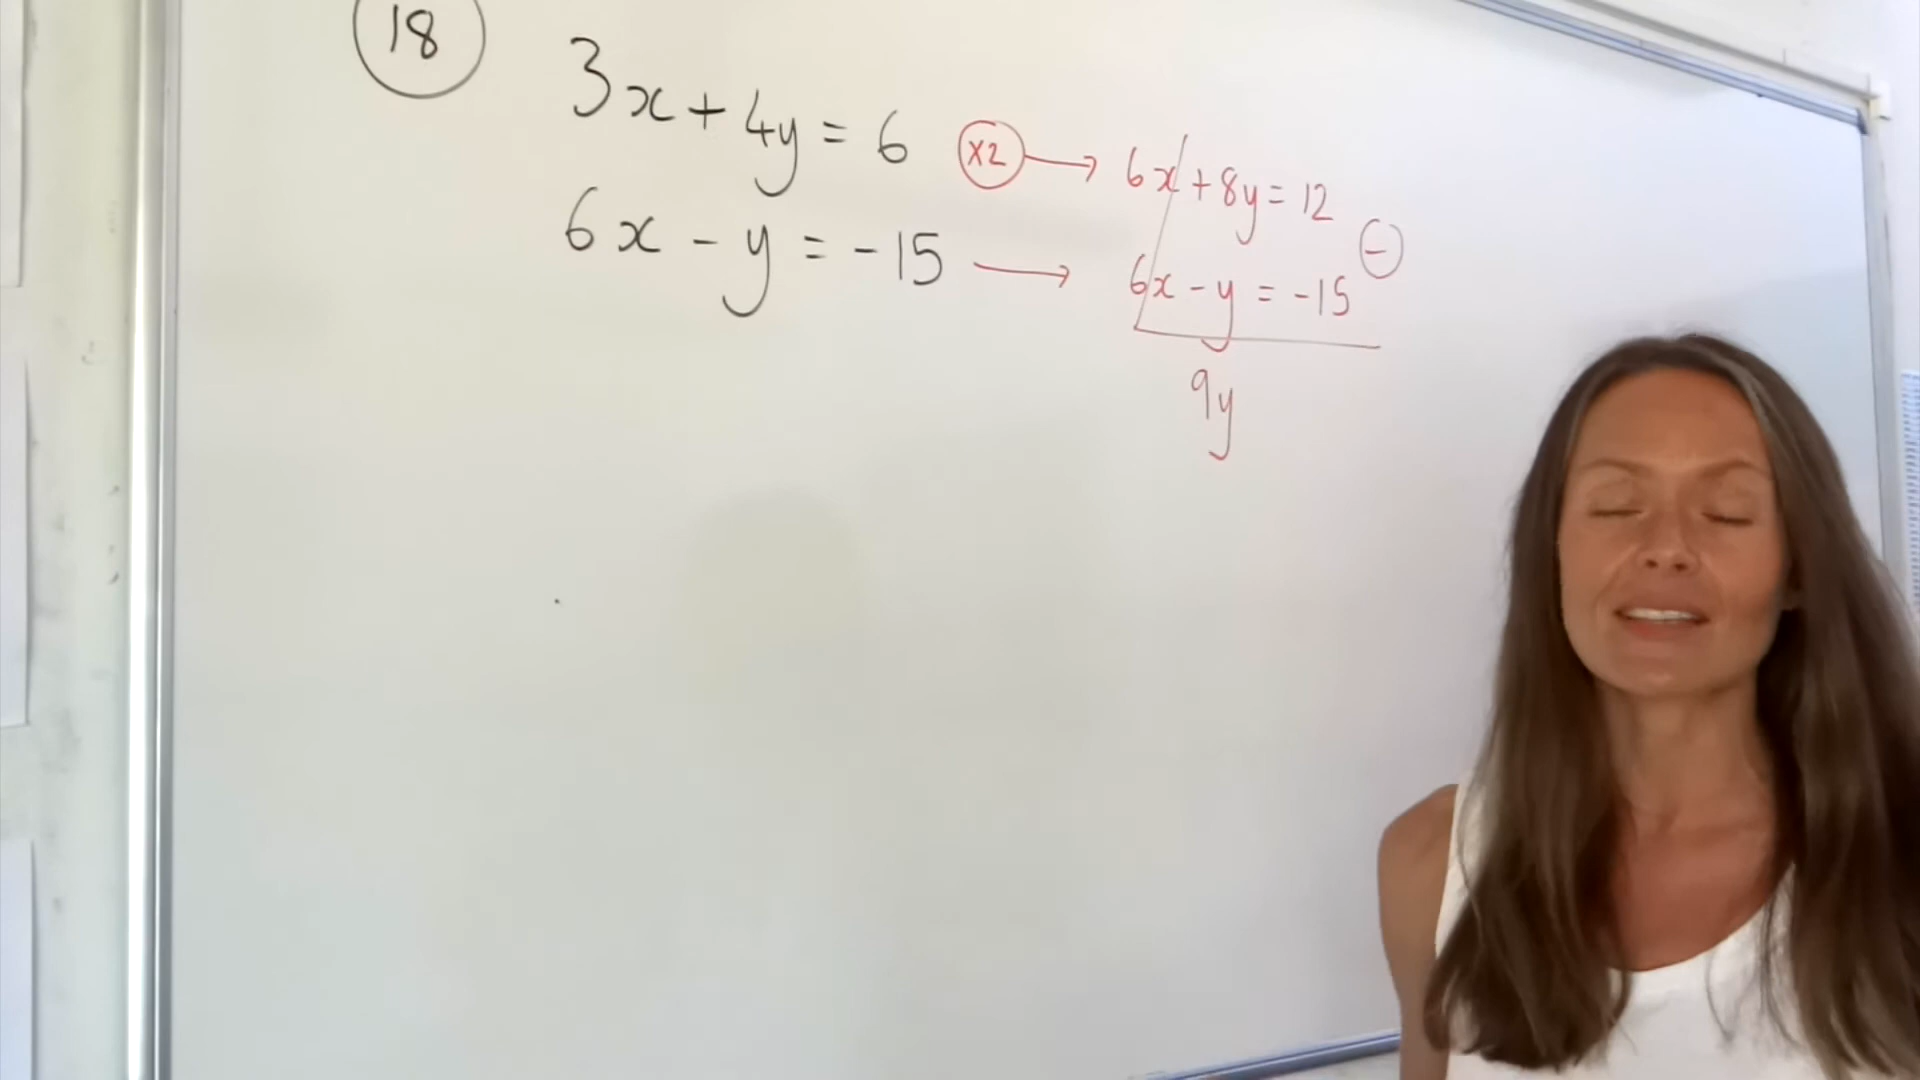 18
3x + 4y = 6
6x - y = -15
x2
6x + 8y = 12
6x - y = -15
-
9y